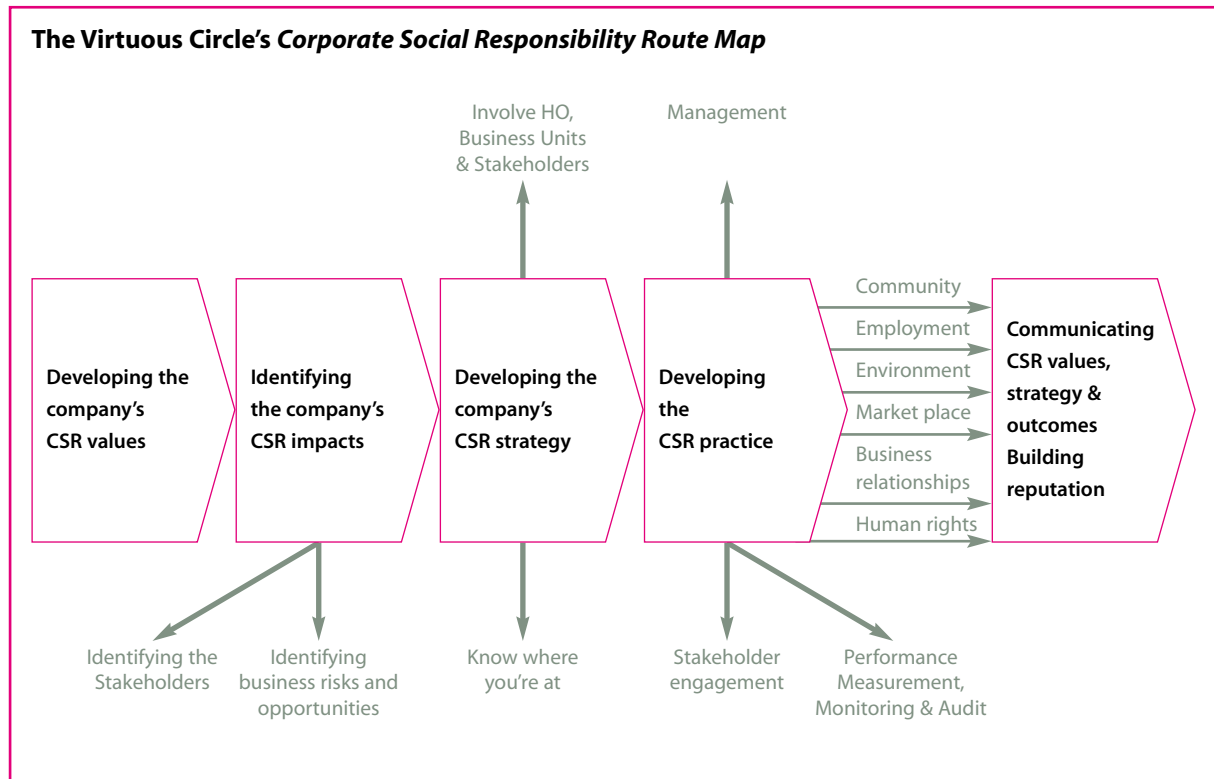 The Virtuous Circle's Corporate Social Responsibility Route Map
Involve HO,
Business Units
& Stakeholders
Management
Developing the
company's
CSR values
Identifying
the company's
CSR impacts
Developing the
company's
CSR strategy
Developing
the
CSR practice
Community
Employment
Environment
Market place
Business
relationships
Human rights
Communicating
CSR values,
strategy &
outcomes
Building
reputation
Identifying the
Stakeholders
Identifying
business risks and
opportunities
Know where
you're at
Stakeholder
engagement
Performance
Measurement,
Monitoring & Audit